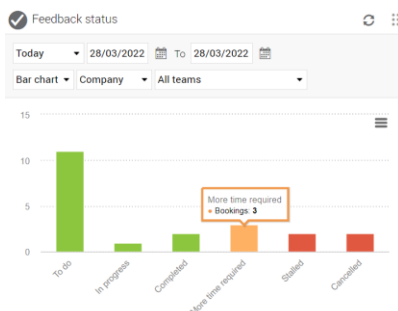 Feedback status
Today 28/03/2022 To 28/03/2022
Bar chart Company All teams
15
10
5
0
More time required
Bookings: 3
To do
In progress
Completed
More time required
Stalled
Cancelled